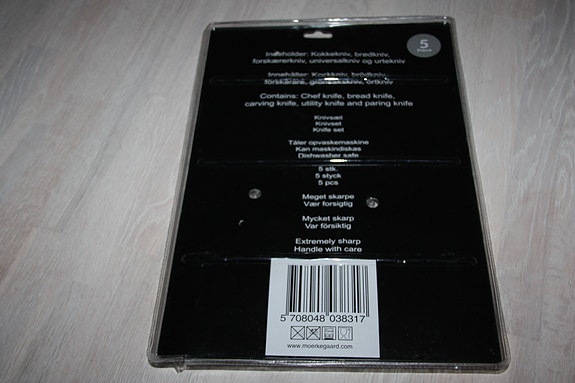 5
Indeholder: Kokkekniv, brødkniv,
forskærerkniv, universalkniv og urtekniv
Innehåller: Kockkniv, brödkniv,
förskärare, grönsakskniv, örtkniv
Contains: Chef knife, bread knife,
carving knife, utility knife and paring knife
Knivsæt
Knivset
Knife set
Tåler opvaskemaskine
Kan maskindiskas
Dishwasher safe
5 stk.
5 styck
5 pcs
Meget skarpe
Vær forsigtig
Mycket skarp
Var försiktig
Extremely sharp
Handle with care
5 708048 038317
www.moerkegaard.com